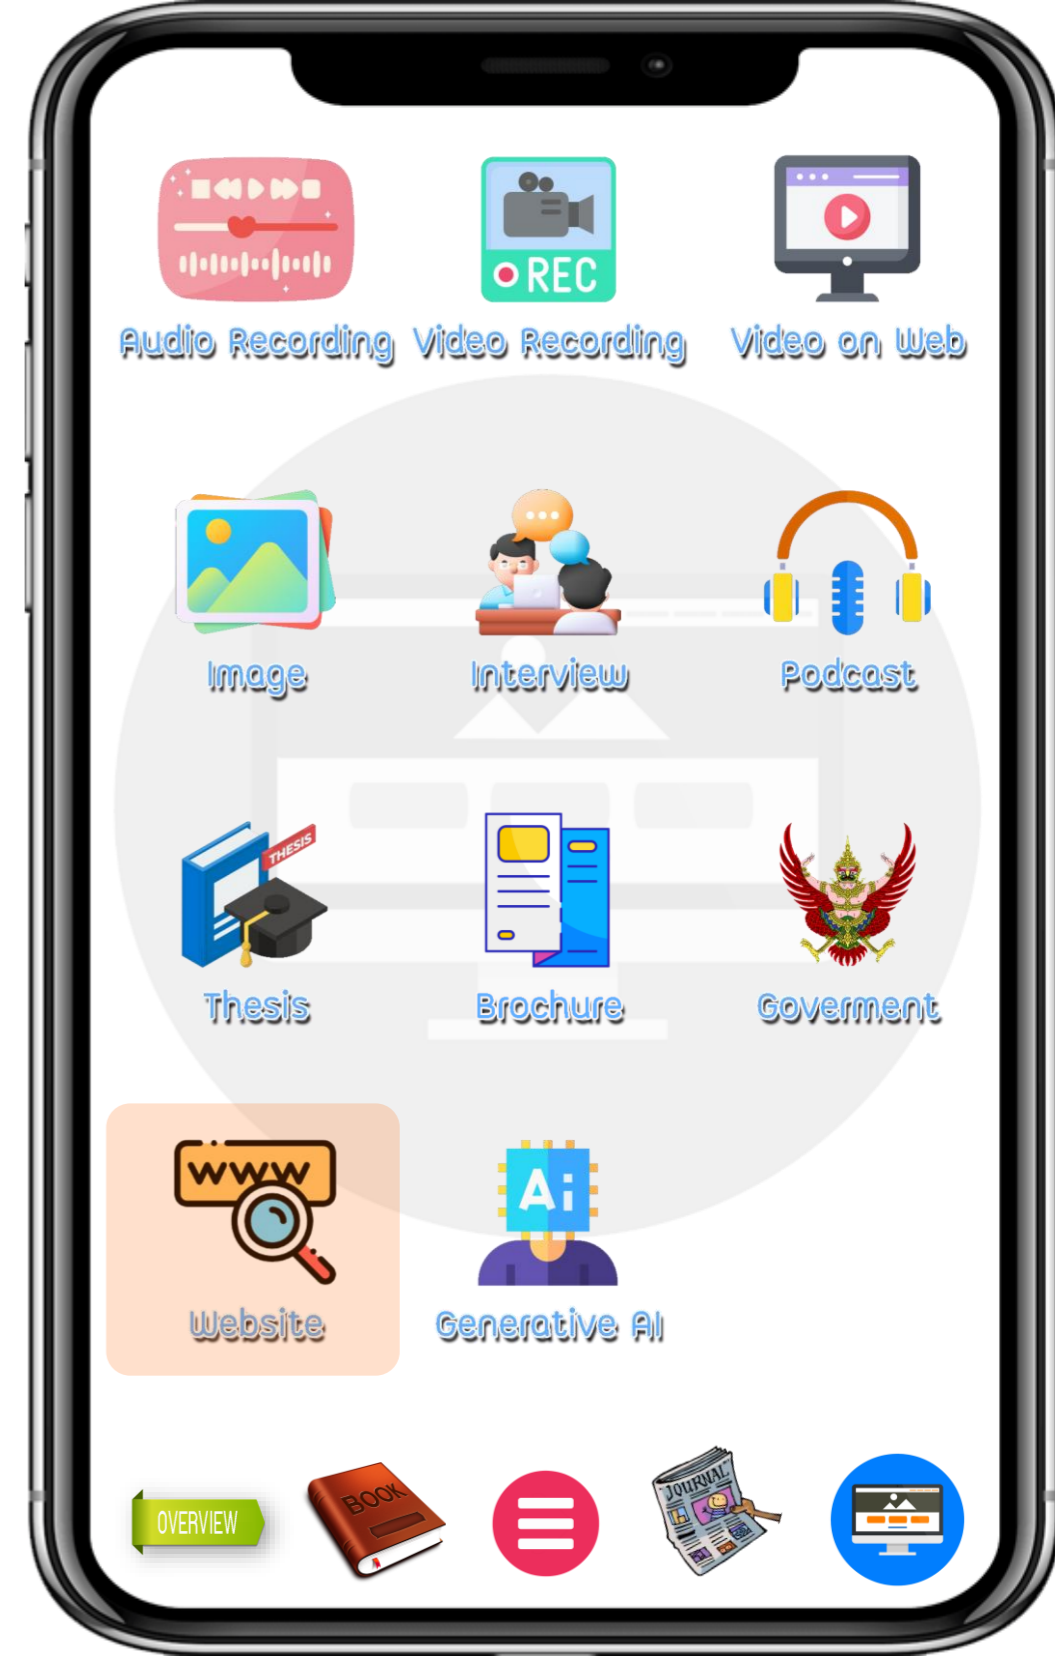 REC
Audio Recording
Video Recording
Video on Web
Image
Interview
Podcast
THESIS
Thesis
Brochure
Goverment
WWW
Website
Ai
Generative AI
OVERVIEW
BOOK
JOURNAL